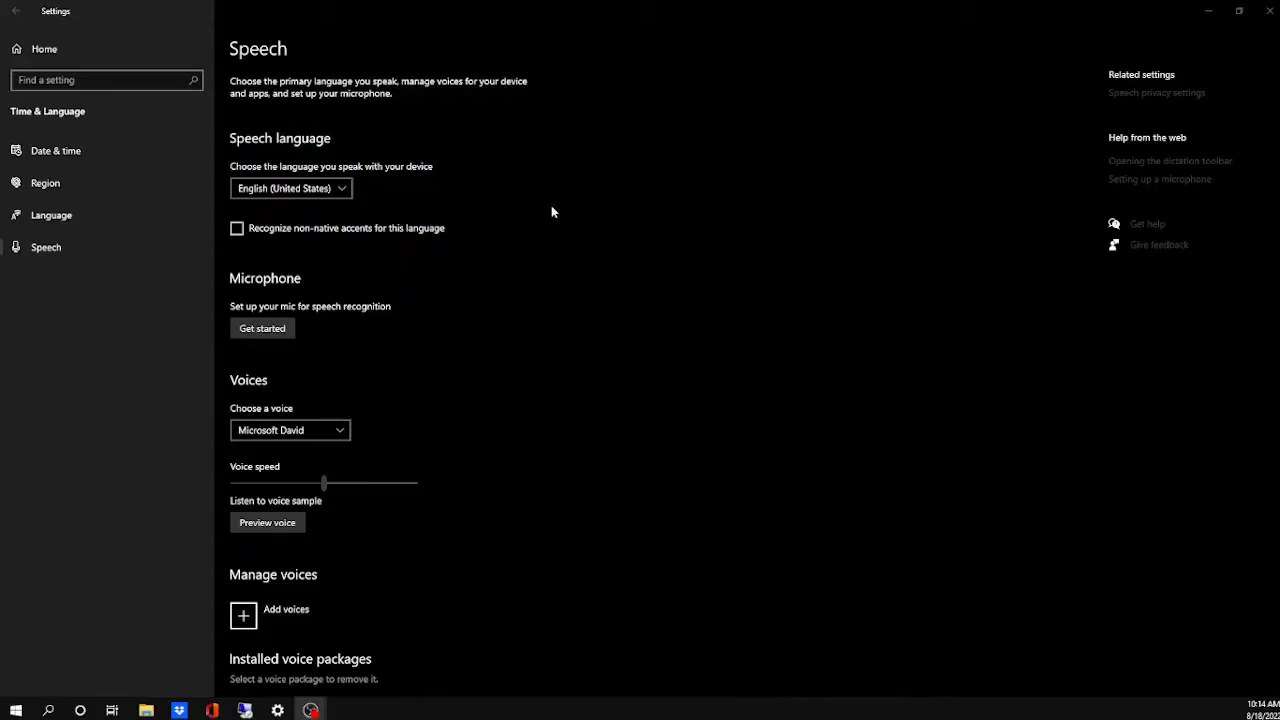 Settings
Home
Find a setting
Time & Language
Date & time
Region
Language
Speech
Speech
Choose the primary language you speak, manage voices for your device
and apps, and set up your microphone.
Speech language
Choose the language you speak with your device
English (United States)
Recognize non-native accents for this language
Microphone
Set up your mic for speech recognition
Get started
Voices
Choose a voice
Microsoft David
Voice speed
Listen to voice sample
Preview voice
Manage voices
Add voices
Installed voice packages
Select a voice package to remove it.
Related settings
Speech privacy settings
Help from the web
Opening the dictation toolbar
Setting up a microphone
Get help
Give feedback
10:14 AM